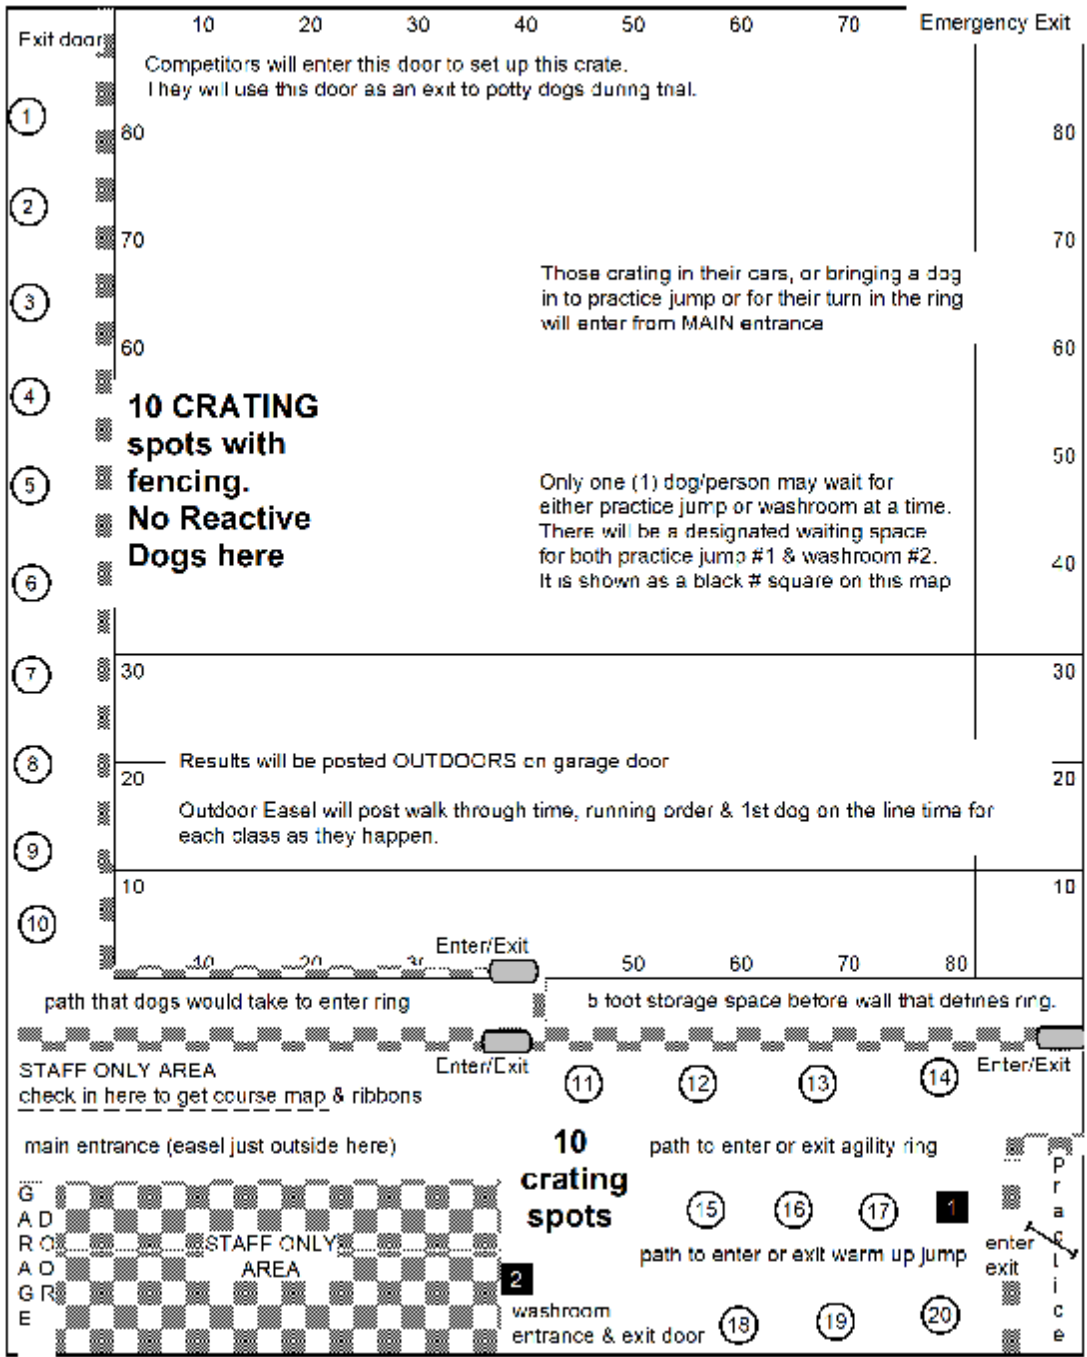 10 20 30 40 50 60 70 Emergency Exit
Exit door
Competitors will enter this door to set up this crate.
They will use this door as an exit to potty dogs during trial.
1
80 80
2
70 70
Those crating in their cars, or bringing a dog
in to practice jump or for their turn in the ring
will enter from MAIN entrance
3
60 60
4
10 CRATING
spots with
fencing.
No Reactive
Dogs here
50
5
Only one (1) dog/person may wait for
either practice jump or washroom at a time.
There will be a designated waiting space
for both practice jump #1 & washroom #2.
It is shown as a black # square on this map
40
6
7
30 30
8
Results will be posted OUTDOORS on garage door
20 20
Outdoor Easel will post walk through time, running order & 1st dog on the line time for
each class as they happen.
9
10 10
10
Enter/Exit
10 20 30 50 60 70 80
path that dogs would take to enter ring
5 foot storage space before wall that defines ring.
STAFF ONLY AREA
check in here to get course map & ribbons
Enter/Exit
11 12 13 14
Enter/Exit
main entrance (easel just outside here)
10
crating
spots
path to enter or exit agility ring
15 16 17 1
path to enter or exit warm up jump
GARAGE
DOOR
STAFF ONLY
AREA
2
washroom
entrance & exit door
18 19 20
enter
exit
Practice